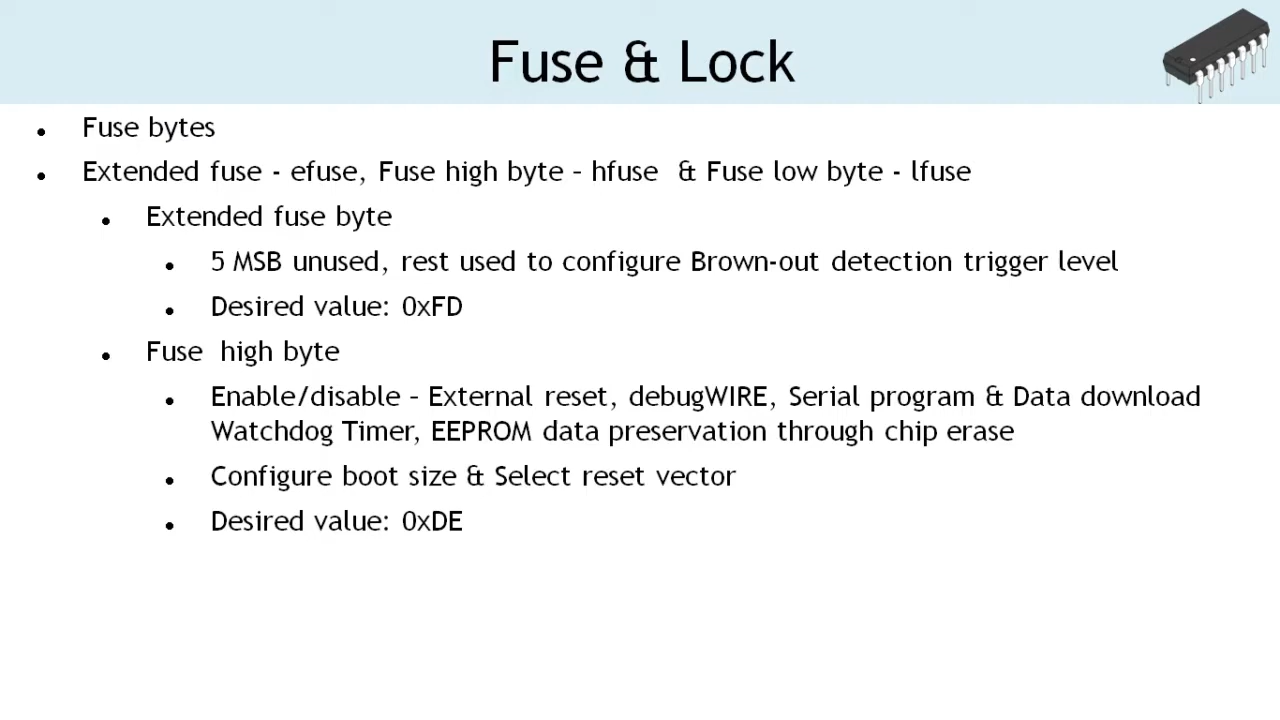 Fuse & Lock
Fuse bytes
Extended fuse - efuse, Fuse high byte – hfuse & Fuse low byte - lfuse
Extended fuse byte
5 MSB unused, rest used to configure Brown-out detection trigger level
Desired value: 0xFD
Fuse high byte
Enable/disable – External reset, debugWIRE, Serial program & Data download
Watchdog Timer, EEPROM data preservation through chip erase
Configure boot size & Select reset vector
Desired value: 0xDE